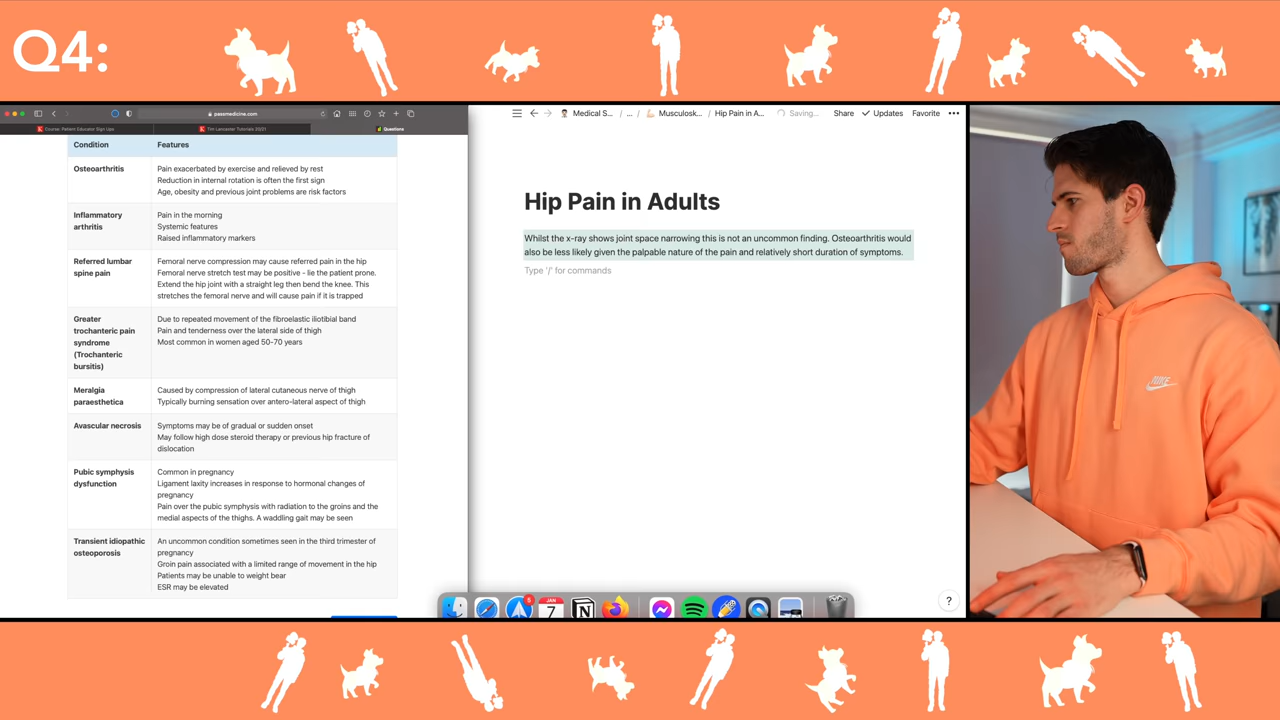 Q4:
passmedicine.com
Course: Patient Educator Sign Ups
Tim Lancaster Tutorials 20/21
Questions
Condition Features
Osteoarthritis
Pain exacerbated by exercise and relieved by rest
Reduction in internal rotation is often the first sign
Age, obesity and previous joint problems are risk factors
Inflammatory
arthritis
Pain in the morning
Systemic features
Raised inflammatory markers
Referred lumbar
spine pain
Femoral nerve compression may cause referred pain in the hip
Femoral nerve stretch test may be positive - lie the patient prone.
Extend the hip joint with a straight leg then bend the knee. This
stretches the femoral nerve and will cause pain if it is trapped
Greater
trochanteric pain
syndrome
(Trochanteric
bursitis)
Due to repeated movement of the fibroelastic iliotibial band
Pain and tenderness over the lateral side of thigh
Most common in women aged 50-70 years
Meralgia
paraesthetica
Caused by compression of lateral cutaneous nerve of thigh
Typically burning sensation over antero-lateral aspect of thigh
Avascular necrosis
Symptoms may be of gradual or sudden onset
May follow high dose steroid therapy or previous hip fracture of
dislocation
Pubic symphysis
dysfunction
Common in pregnancy
Ligament laxity increases in response to hormonal changes of
pregnancy
Pain over the pubic symphysis with radiation to the groins and the
medial aspects of the thighs. A waddling gait may be seen
Transient idiopathic
osteoporosis
An uncommon condition sometimes seen in the third trimester of
pregnancy
Groin pain associated with a limited range of movement in the hip
Patients may be unable to weight bear
ESR may be elevated
Medical S... / ... / Musculosk... / Hip Pain in A... Saving... Share Updates Favorite
Hip Pain in Adults
Whilst the x-ray shows joint space narrowing this is not an uncommon finding. Osteoarthritis would
also be less likely given the palpable nature of the pain and relatively short duration of symptoms.
Type '/' for commands
?
5
JAN
7
NIKE